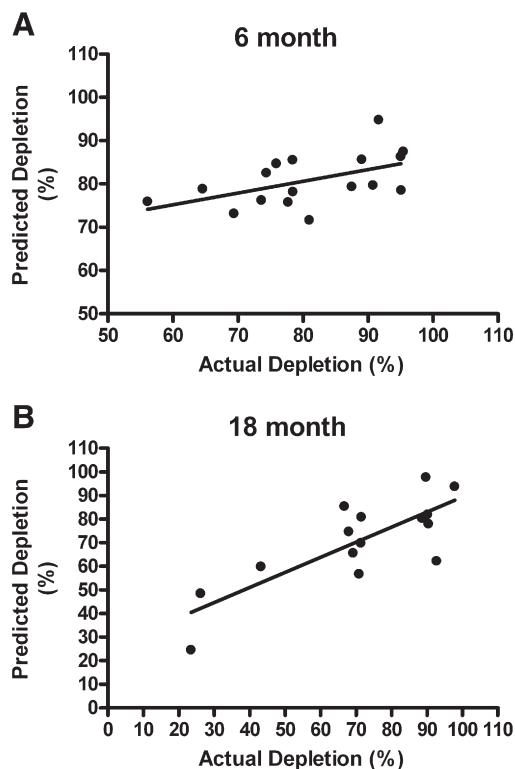 A
6 month
110
100
90
80
70
60
50
Predicted Depletion
(%)
50 60 70 80 90 100 110
Actual Depletion (%)
B
18 month
110
100
90
80
70
60
50
40
30
20
10
0
Predicted Depletion
(%)
0 10 20 30 40 50 60 70 80 90 100 110
Actual Depletion (%)